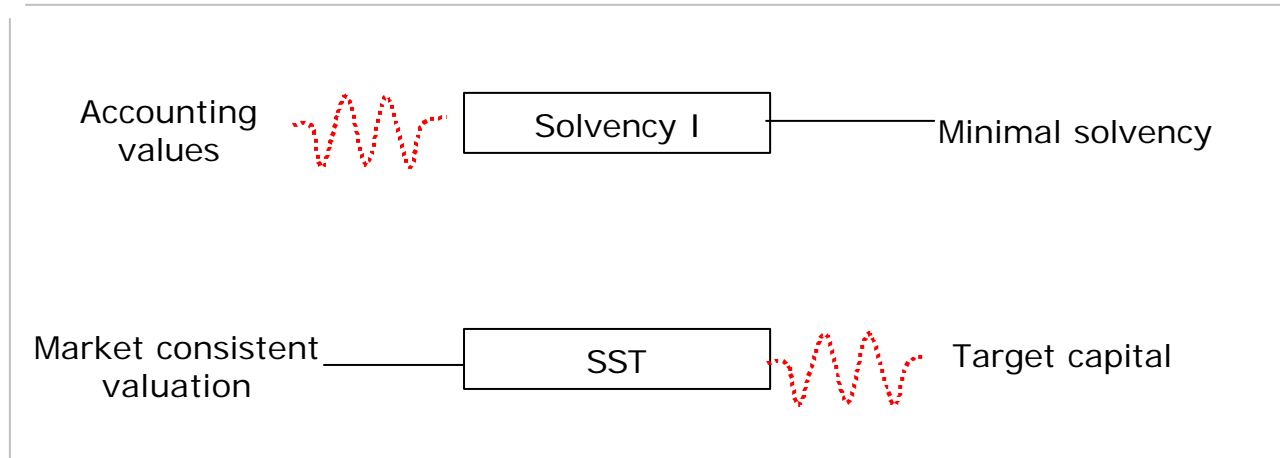 Accounting
values
Solvency I
Minimal solvency
Market consistent
valuation
SST
Target capital